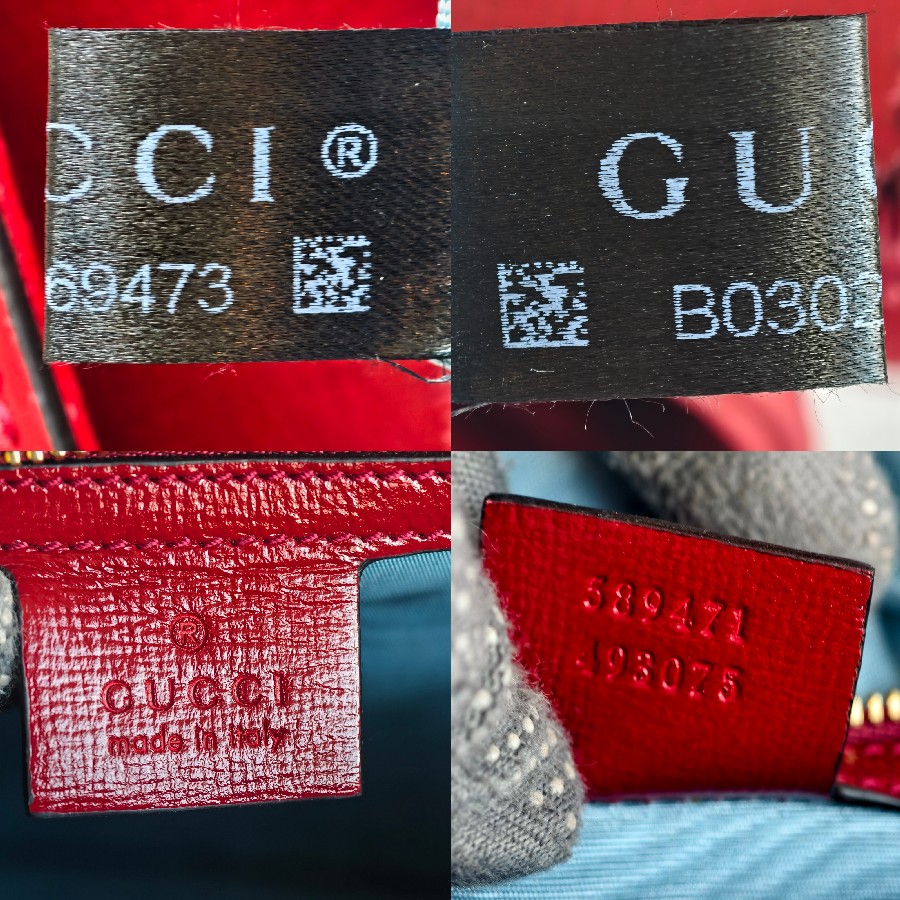 CCI®
69473
GU
B0302
®
GUCCI
made in italy
589471
493075